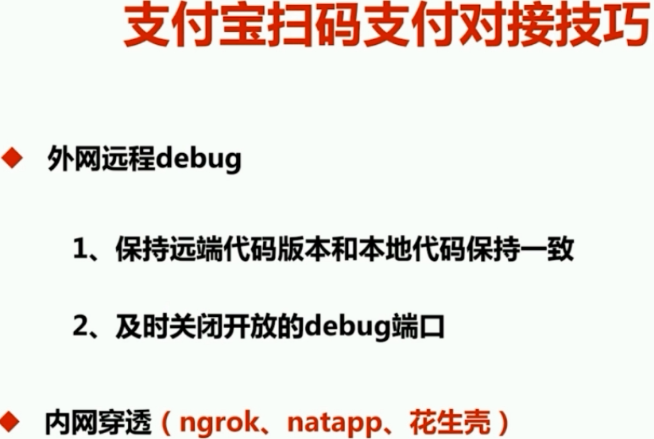 支付宝扫码支付对接技巧
外网远程debug
1、保持远端代码版本和本地代码保持一致
2、及时关闭开放的debug端口
内网穿透（ngrok、natapp、花生壳）